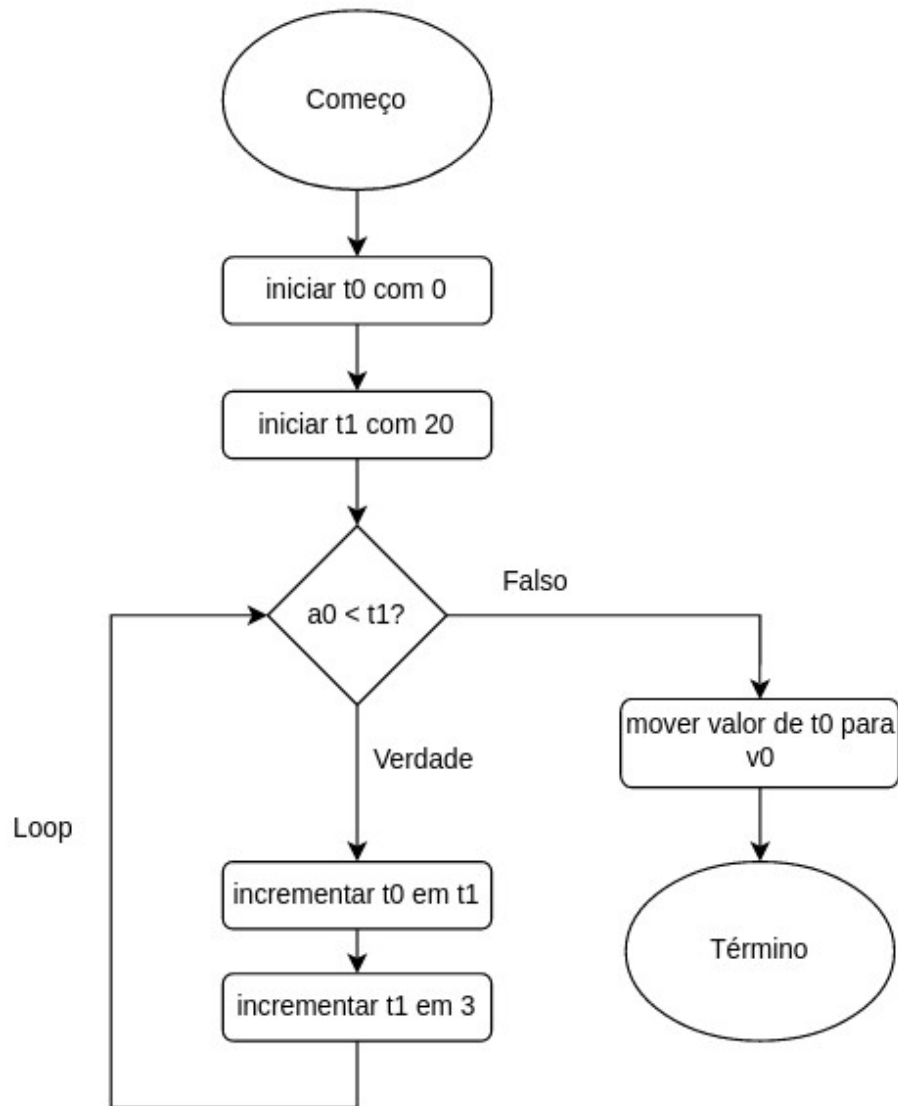 Começo
iniciar t0 com 0
iniciar t1 com 20
a0 < t1?
Falso
mover valor de t0 para
v0
Verdade
Loop
incrementar t0 em t1
Término
incrementar t1 em 3